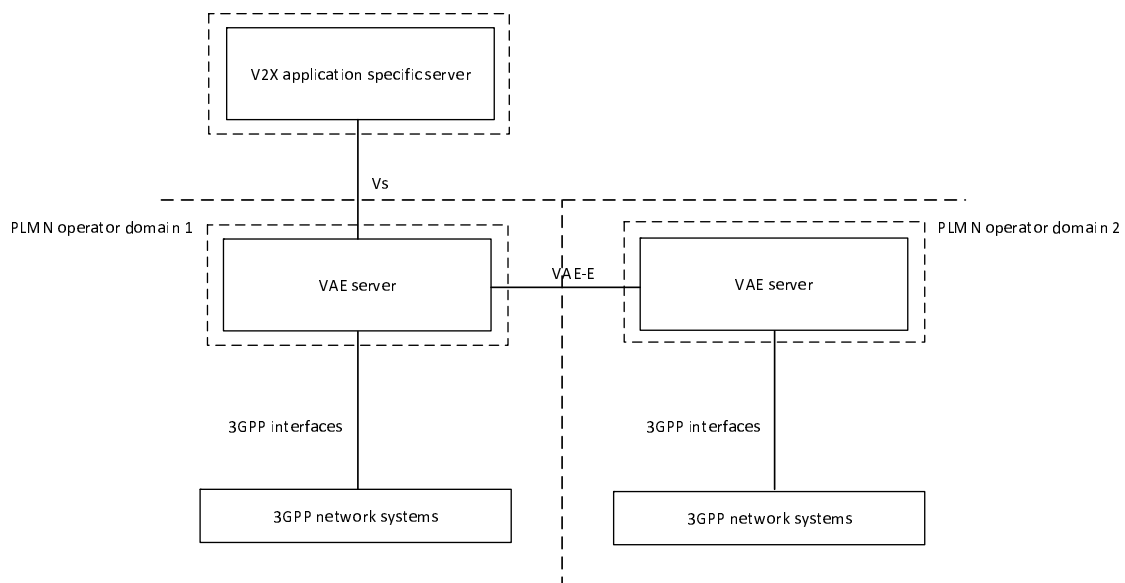 V2X application specific server
Vs
PLMN operator domain 1
PLMN operator domain 2
VAE server
VAE-E
VAE server
3GPP interfaces
3GPP interfaces
3GPP network systems
3GPP network systems